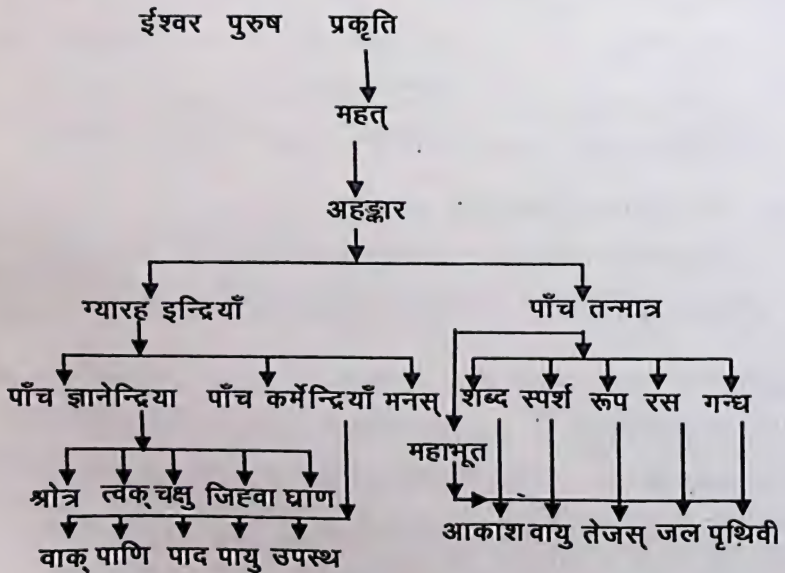 ईश्वर पुरुष प्रकृति
महत्
अहङ्कार
ग्यारह इन्द्रियाँ पाँच तन्मात्र
पाँच ज्ञानेन्द्रिया पाँच कर्मेन्द्रियाँ मनस् शब्द स्पर्श रूप रस गन्ध
महाभूत
श्रोत्र त्वक् चक्षु जिह्वा घ्राण
आकाश वायु तेजस् जल पृथिवी
वाक् पाणि पाद पायु उपस्थ